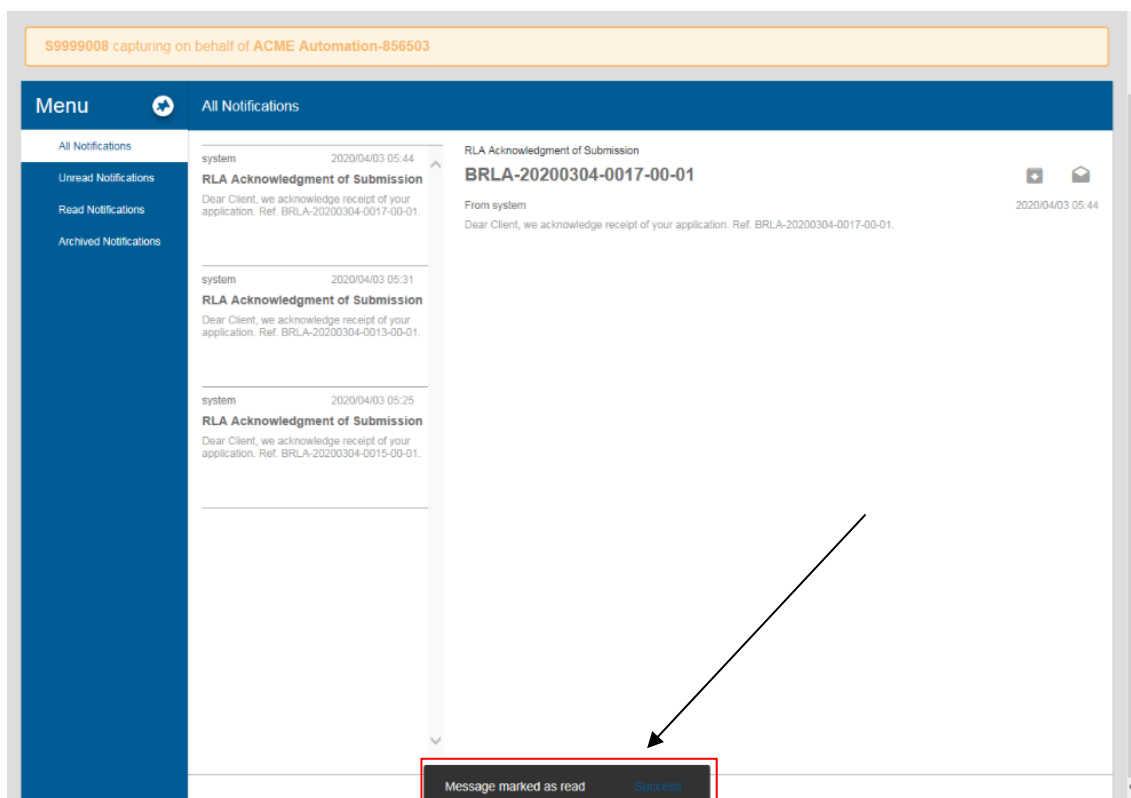 S9999008 capturing on behalf of ACME Automation-856503
Menu
All Notifications
All Notifications
Unread Notifications
Read Notifications
Archived Notifications
system 2020/04/03 05:44
RLA Acknowledgment of Submission
Dear Client, we acknowledge receipt of your
application. Ref. BRLA-20200304-0017-00-01.
system 2020/04/03 05:31
RLA Acknowledgment of Submission
Dear Client, we acknowledge receipt of your
application. Ref. BRLA-20200304-0013-00-01.
system 2020/04/03 05:25
RLA Acknowledgment of Submission
Dear Client, we acknowledge receipt of your
application. Ref. BRLA-20200304-0015-00-01.
RLA Acknowledgment of Submission
BRLA-20200304-0017-00-01
From system 2020/04/03 05:44
Dear Client, we acknowledge receipt of your application. Ref. BRLA-20200304-0017-00-01.
Message marked as read Success